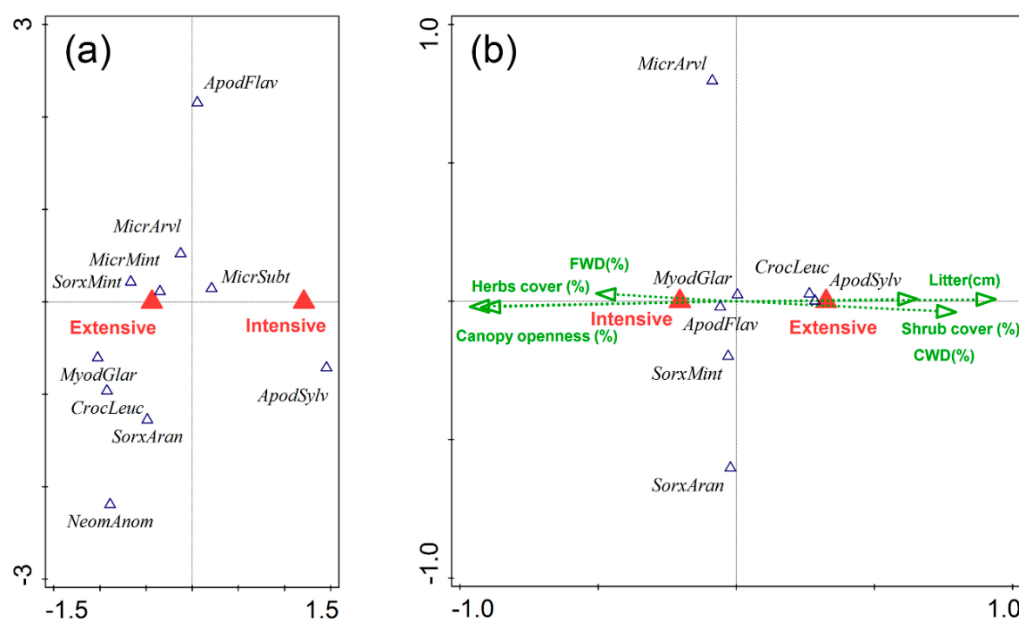 (a)
3
-3
-1.5
1.5
ApodFlav
MicrArvl
MicrMint
SorxMint
MicrSubt
Extensive
Intensive
MyodGlar
CrocLeuc
SorxAran
ApodSylv
NeomAnom
(b)
1.0
-1.0
-1.0
1.0
MicrArvl
FWD(%)
MyodGlar
CrocLeuc
ApodSylv
Litter(cm)
Herbs cover (%)
Intensive
ApodFlav
Extensive
Shrub cover (%)
Canopy openness (%)
CWD(%)
SorxMint
SorxAran